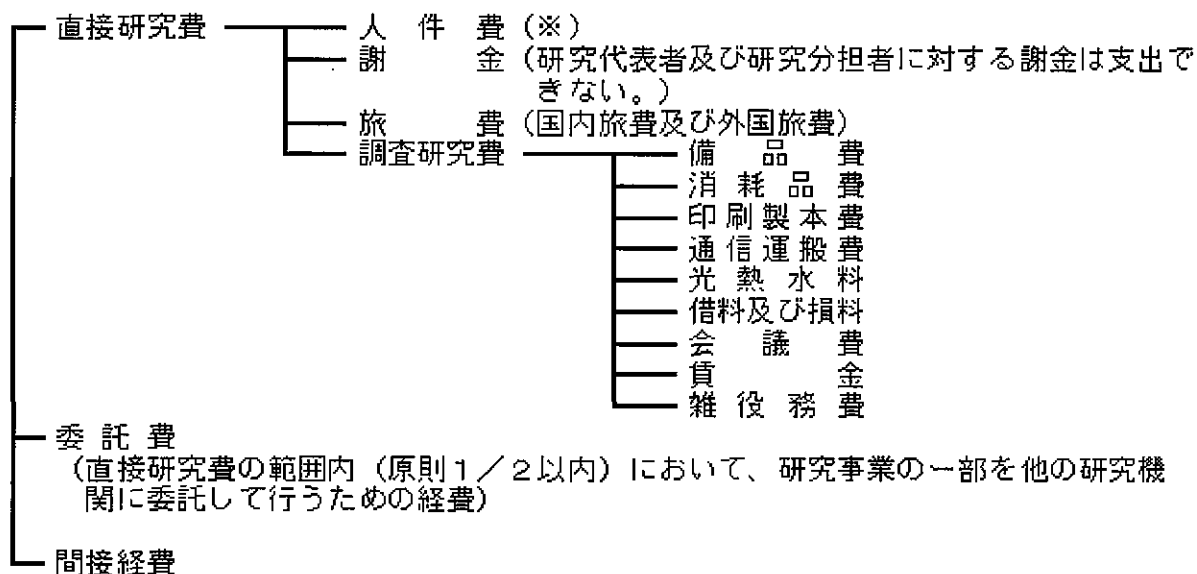 直接研究費
人件費(※)
謝金(研究代表者及び研究分担者に対する謝金は支出で
きない。)
旅費(国内旅費及び外国旅費)
調査研究費
備品費
消耗品費
印刷製本費
通信運搬費
光熱水料
借料及び損料
会議費
賃金
雑役務費
委託費
(直接研究費の範囲内(原則1/2以内)において、研究事業の一部を他の研究機
関に委託して行うための経費)
間接経費